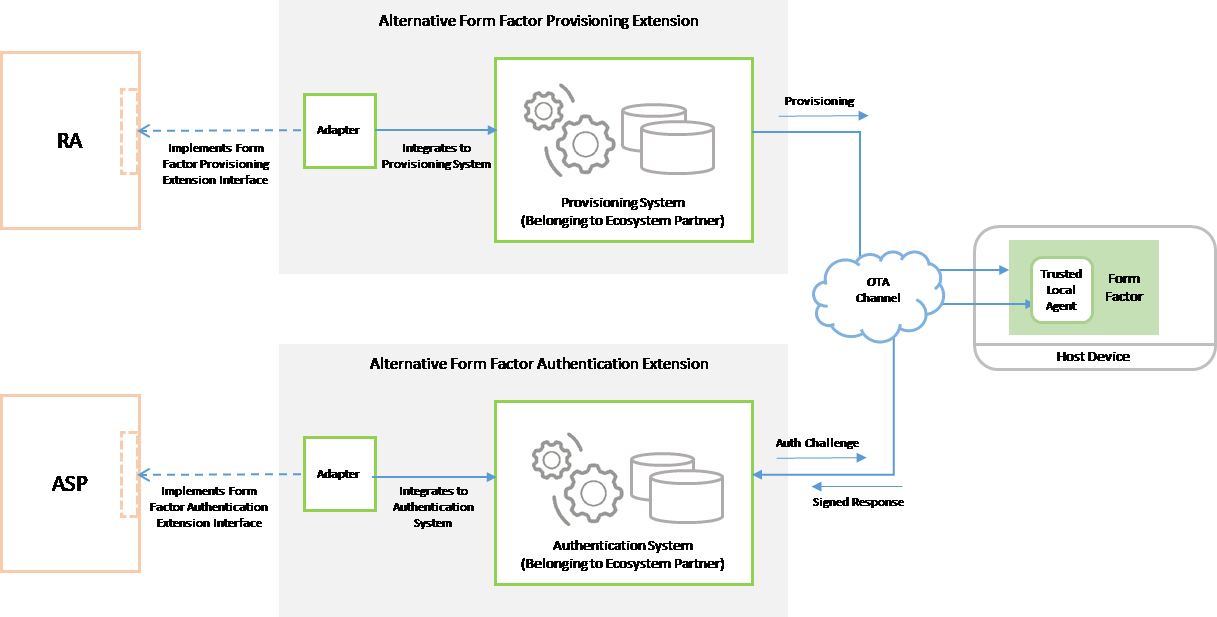 Alternative Form Factor Provisioning Extension
RA
Implements Form
Factor Provisioning
Extension Interface
Adapter
Integrates to
Provisioning System
Provisioning System
(Belonging to Ecosystem Partner)
Provisioning
OTA
Channel
Trusted
Local
Agent
Form
Factor
Host Device
Alternative Form Factor Authentication Extension
ASP
Implements Form
Factor Authentication
Extension Interface
Adapter
Integrates to
Authentication
System
Authentication System
(Belonging to Ecosystem Partner)
Auth Challenge
Signed Response